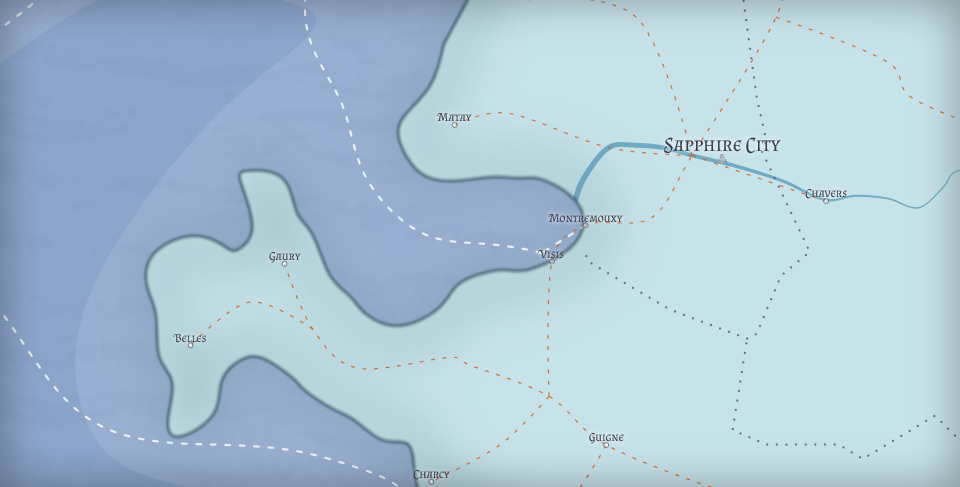 Matay
Sapphire City
Chavers
Montremouxy
Visis
Gaury
Belles
Guigne
Charcy